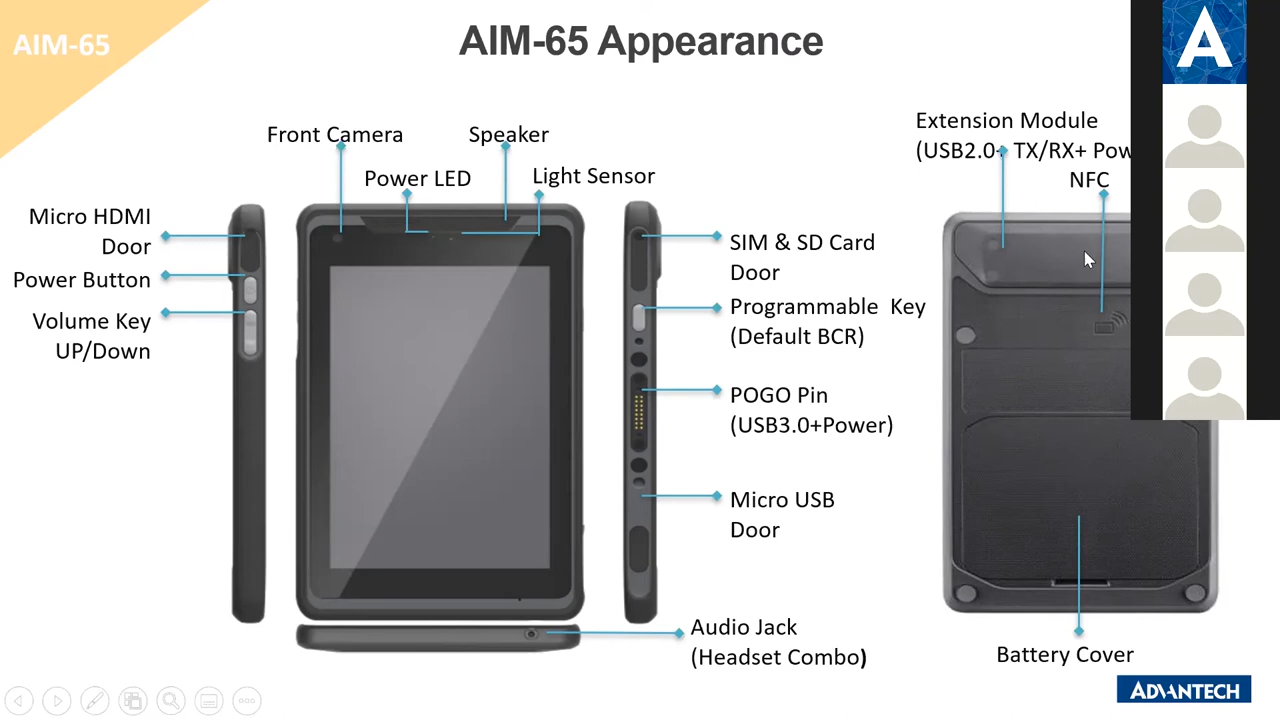 AIM-65
AIM-65 Appearance
Front Camera
Speaker
Power LED
Light Sensor
Micro HDMI
Door
Power Button
Volume Key
UP/Down
SIM & SD Card
Door
Programmable Key
(Default BCR)
POGO Pin
(USB3.0+Power)
Micro USB
Door
Audio Jack
(Headset Combo)
Extension Module
(USB2.0+ TX/RX+
NFC
Battery Cover
A
ADVANTECH